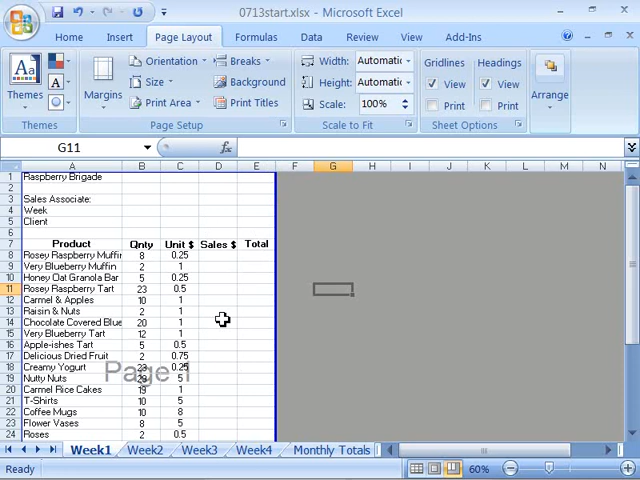 0713start.xlsx - Microsoft Excel
Home Insert Page Layout Formulas Data Review View Add-Ins
Themes Margins Orientation Size Print Area Breaks Background Print Titles Width: Automatic Height: Automatic Scale: 100% Gridlines View Print Headings View Print Arrange
Themes Page Setup Scale to Fit Sheet Options
G11 fx
A B C D E F G H I J K L M N
1 Raspberry Brigade
2
3 Sales Associate:
4 Week
5 Client
6
7 Product Qnty Unit $ Sales $ Total
8 Rosey Raspberry Muffin 8 0.25
9 Very Blueberry Muffin 2 1
10 Honey Oat Granola Bar 5 0.25
11 Rosey Raspberry Tart 23 0.5
12 Carmel & Apples 10 1
13 Raisin & Nuts 2 1
14 Chocolate Covered Blue 20 1
15 Very Blueberry Tart 12 1
16 Apple-ishes Tart 5 0.5
17 Delicious Dried Fruit 2 0.75
18 Creamy Yogurt 23 0.25
Page 1
19 Nutty Nuts 23 5
20 Carmel Rice Cakes 19 1
21 T-Shirts 10 5
22 Coffee Mugs 10 8
23 Flower Vases 8 5
24 Roses 2 0.5
Week1 Week2 Week3 Week4 Monthly Totals
Ready 60%